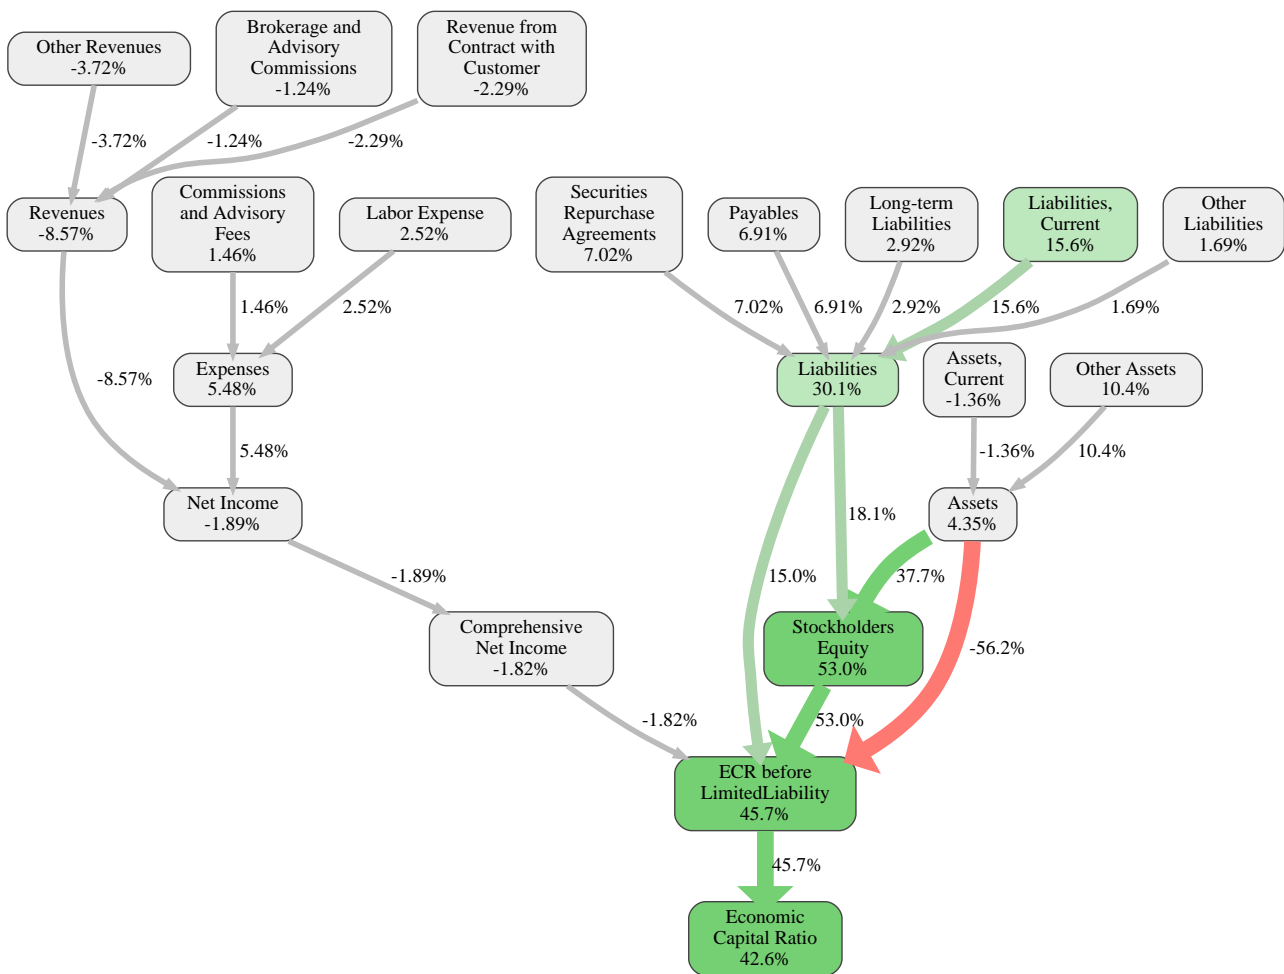 Other Revenues
-3.72%
Brokerage and
Advisory
Commissions
-1.24%
Revenue from
Contract with
Customer
-2.29%
-3.72%
-1.24%
-2.29%
Revenues
-8.57%
Commissions
and Advisory
Fees
1.46%
Labor Expense
2.52%
Securities
Repurchase
Agreements
7.02%
Payables
6.91%
Long-term
Liabilities
2.92%
Liabilities,
Current
15.6%
Other
Liabilities
1.69%
1.46%
2.52%
7.02%
6.91%
2.92%
15.6%
1.69%
-8.57%
Expenses
5.48%
Liabilities
30.1%
Assets,
Current
-1.36%
Other Assets
10.4%
5.48%
-1.36%
10.4%
Net Income
-1.89%
18.1%
Assets
4.35%
-1.89%
15.0%
37.7%
-56.2%
Comprehensive
Net Income
-1.82%
Stockholders
Equity
53.0%
-1.82%
53.0%
ECR before
LimitedLiability
45.7%
45.7%
Economic
Capital Ratio
42.6%